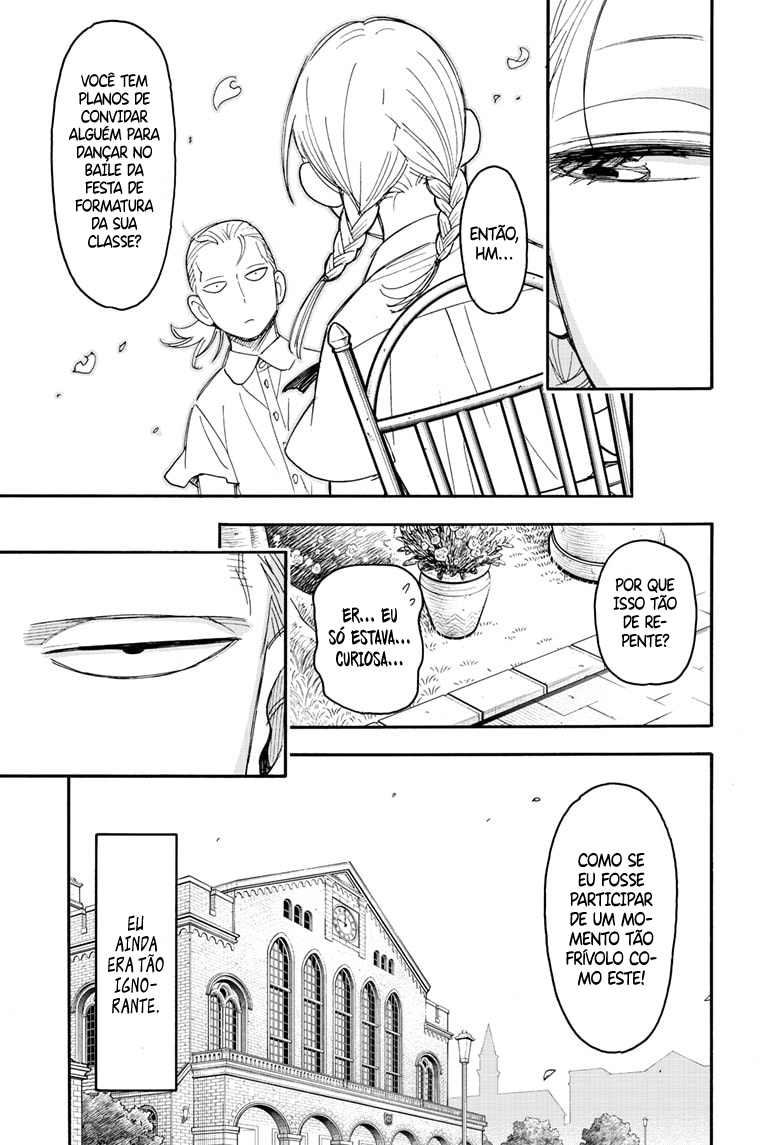 ENTÃO,
HM...
VOCÊ TEM
PLANOS DE
CONVIDAR
ALGUÉM PARA
DANÇAR NO
BAILE DA
FESTA DE
FORMATURA
DA SUA
CLASSE?
POR QUE
ISSO TÃO
DE RE-
PENTE?
ER... EU
SÓ ESTAVA...
CURIOSA...
COMO SE
EU FOSSE
PARTICIPAR
DE UM MO-
MENTO TÃO
FRÍVOLO CO-
MO ESTE!
EU
AINDA
ERA TÃO
IGNO-
RANTE.